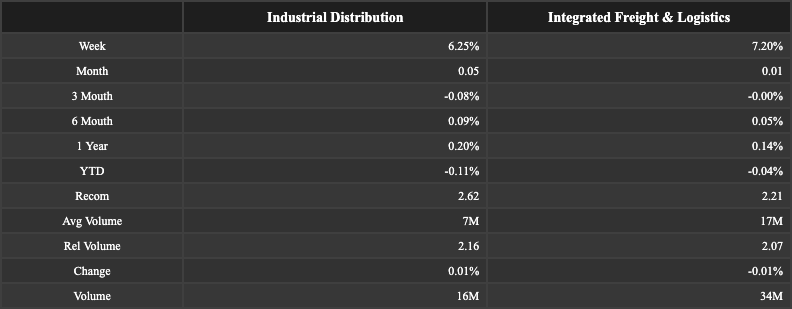 Industrial Distribution Integrated Freight & Logistics
Week 6.25% 7.20%
Month 0.05 0.01
3 Mouth -0.08% -0.00%
6 Mouth 0.09% 0.05%
1 Year 0.20% 0.14%
YTD -0.11% -0.04%
Recom 2.62 2.21
Avg Volume 7M 17M
Rel Volume 2.16 2.07
Change 0.01% -0.01%
Volume 16M 34M